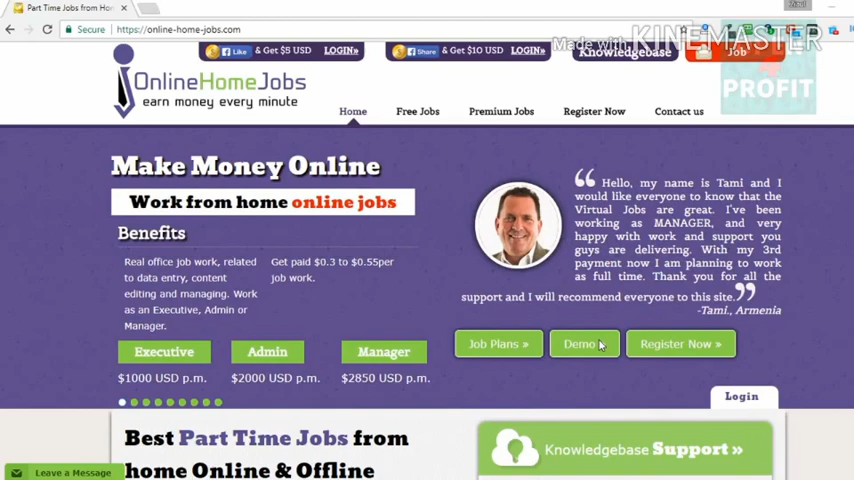 Ziaul
Part Time Jobs from Hor
Secure
https://online-home-jobs.com
Like & Get $5 USD LOGIN»
Share & Get $10 USD LOGIN»
Knowledgebase
Job
Made with KINEMASTER
PROFIT
OnlineHomeJobs
earn money every minute
Home
Free Jobs
Premium Jobs
Register Now
Contact us
Make Money Online
Work from home online jobs
Benefits
Real office job work, related
to data entry, content
editing and managing. Work
as an Executive, Admin or
Manager.
Get paid $0.3 to $0.55per
job work.
Executive
Admin
Manager
$1000 USD p.m.
$2000 USD p.m.
$2850 USD p.m.
“ Hello, my name is Tami and I
would like everyone to know that the
Virtual Jobs are great. I've been
working as MANAGER, and very
happy with work and support you
guys are delivering. With my 3rd
payment now I am planning to work
as full time. Thank you for all the
support and I will recommend everyone to this site.”
-Tami., Armenia
Job Plans »
Demo
Register Now »
Login
Best Part Time Jobs from
home Online & Offline
Knowledgebase Support »
Leave a Message